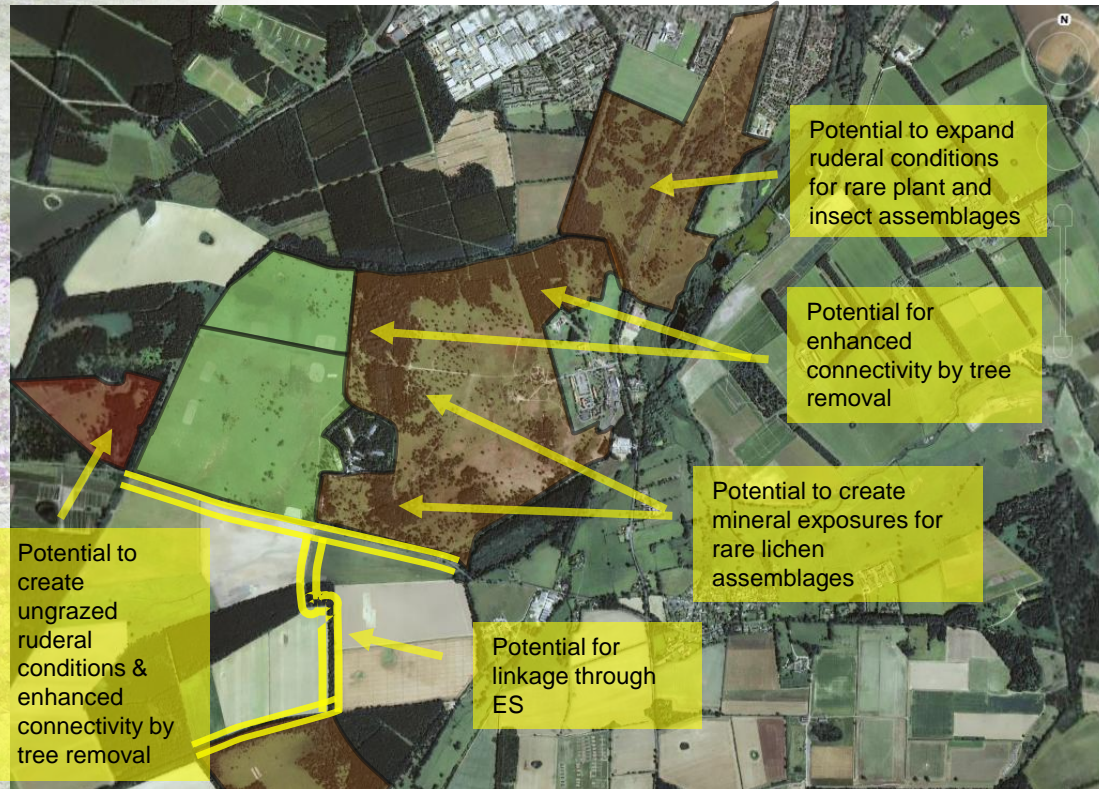 N
Potential to expand
ruderal conditions
for rare plant and
insect assemblages
Potential for
enhanced
connectivity by tree
removal
Potential to create
mineral exposures for
rare lichen
assemblages
Potential to
create
ungrazed
ruderal
conditions &
enhanced
connectivity by
tree removal
Potential for
linkage through
ES